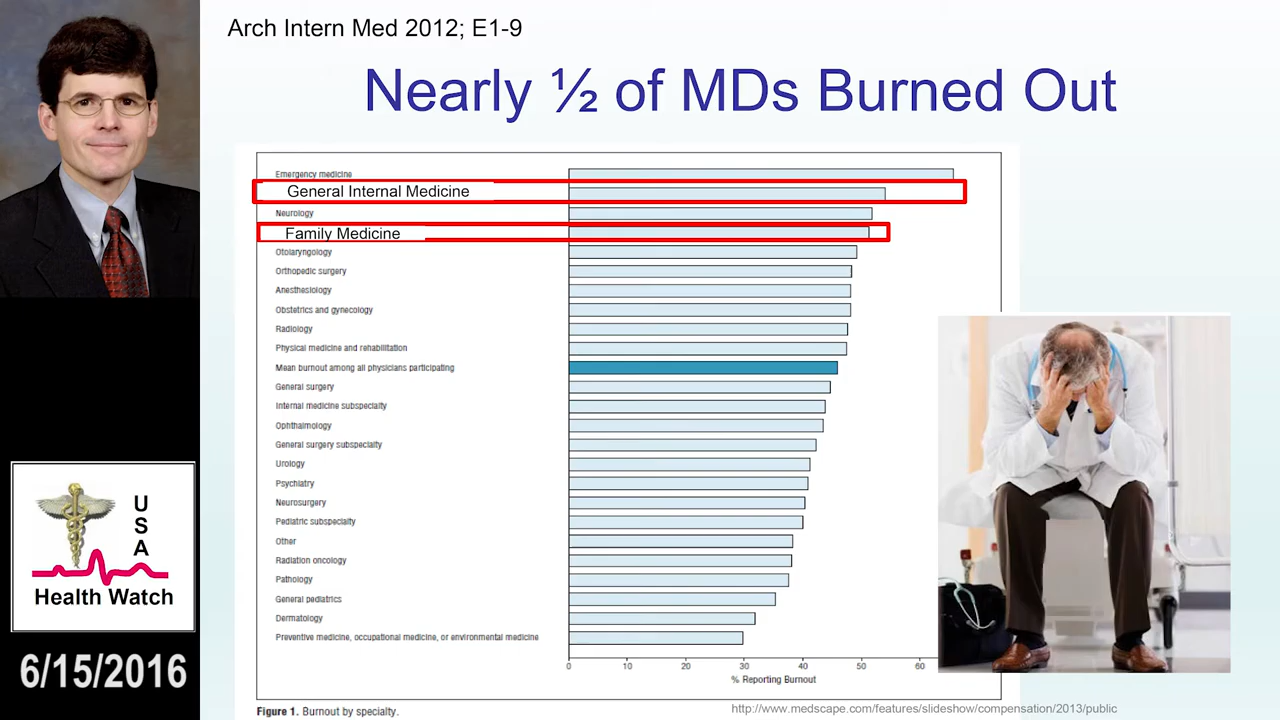 Arch Intern Med 2012; E1-9
Nearly ½ of MDs Burned Out
Emergency medicine
General Internal Medicine
Neurology
Family Medicine
Otolaryngology
Orthopedic surgery
Anesthesiology
Obstetrics and gynecology
Radiology
Physical medicine and rehabilitation
Mean burnout among all physicians participating
General surgery
Internal medicine subspecialty
Ophthalmology
General surgery subspecialty
Urology
Psychiatry
Neurosurgery
Pediatric subspecialty
Other
Radiation oncology
Pathology
General pediatrics
Dermatology
Preventive medicine, occupational medicine, or environmental medicine
0 10 20 30 40 50 60
% Reporting Burnout
Figure 1. Burnout by specialty.
http://www.medscape.com/features/slideshow/compensation/2013/public
USA
Health Watch
6/15/2016